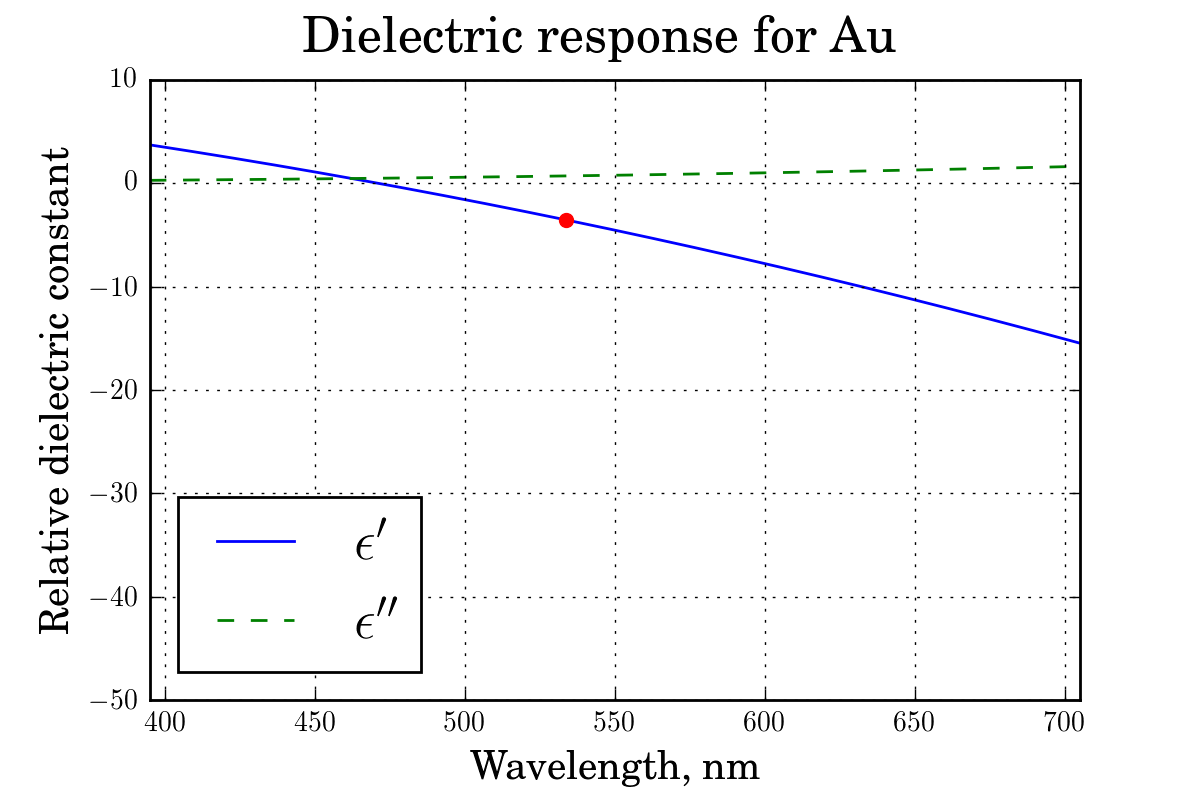 Dielectric response for Au
Relative dielectric constant
10
0
−10
−20
−30
−40
−50
ϵ′
ϵ′′
400 450 500 550 600 650 700
Wavelength, nm